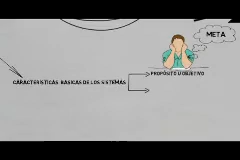 META
PROPÓSITO U OBJETIVO
CARACTERISTICAS BASICAS DE LOS SISTEMAS